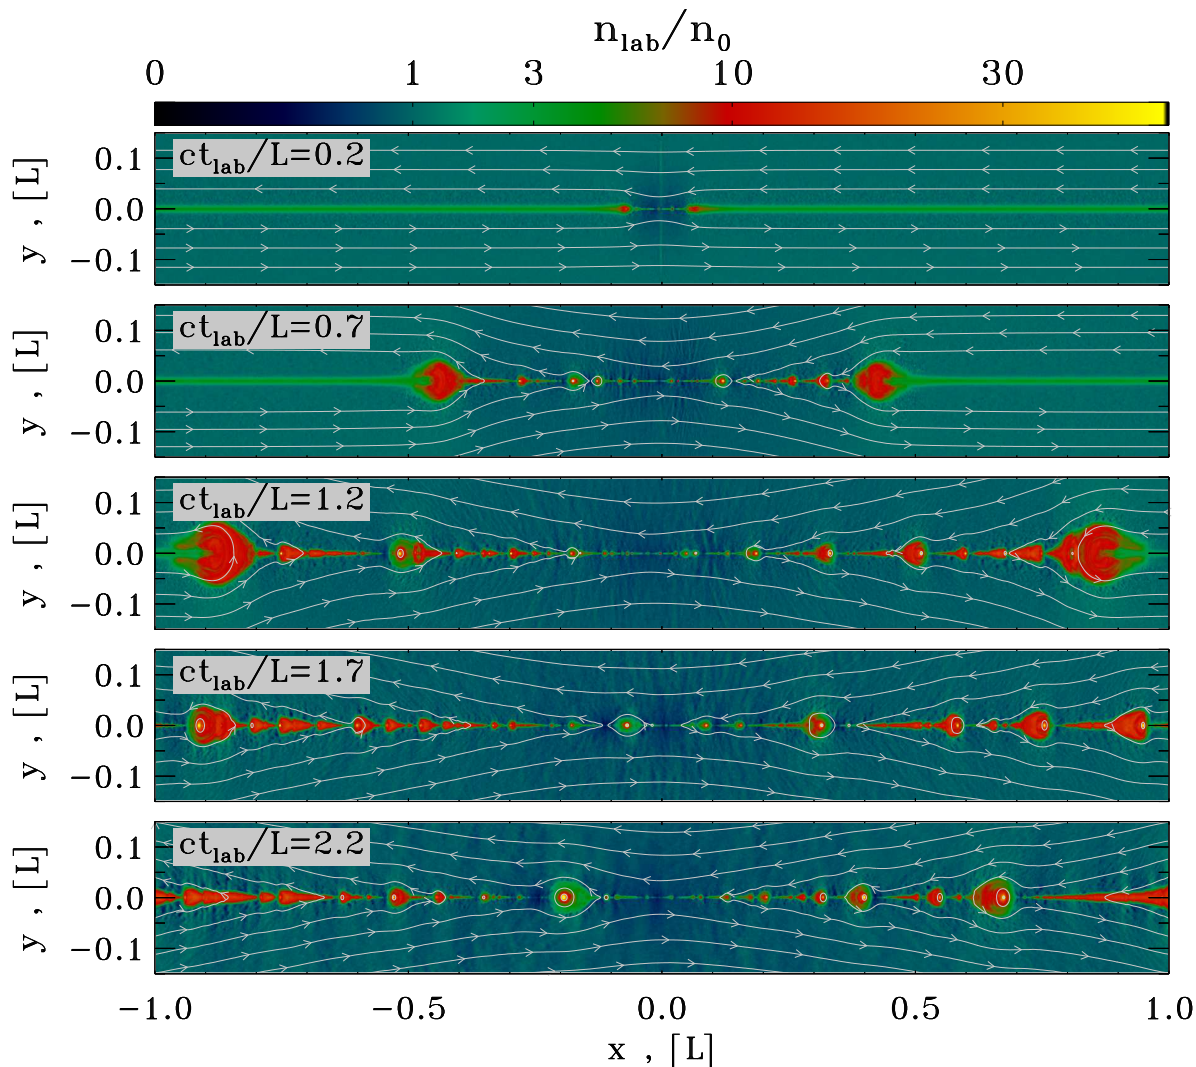 n_lab/n_0
0 1 3 10 30
ct_lab/L=0.2
0.1
0.0
−0.1
y , [L]
ct_lab/L=0.7
0.1
0.0
−0.1
y , [L]
ct_lab/L=1.2
0.1
0.0
−0.1
y , [L]
ct_lab/L=1.7
0.1
0.0
−0.1
y , [L]
ct_lab/L=2.2
0.1
0.0
−0.1
y , [L]
−1.0 −0.5 0.0 0.5 1.0
x , [L]